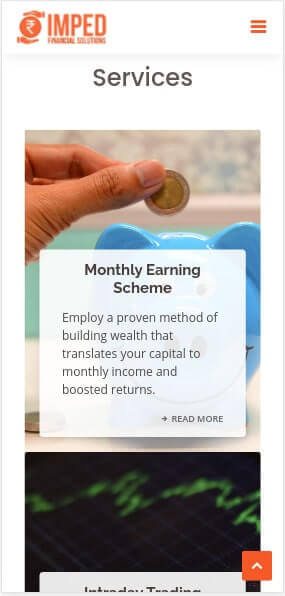 IMPED
FINANCIAL SOLUTIONS
Services
Monthly Earning
Scheme
Employ a proven method of
building wealth that
translates your capital to
monthly income and
boosted returns.
READ MORE
Intraday Trading